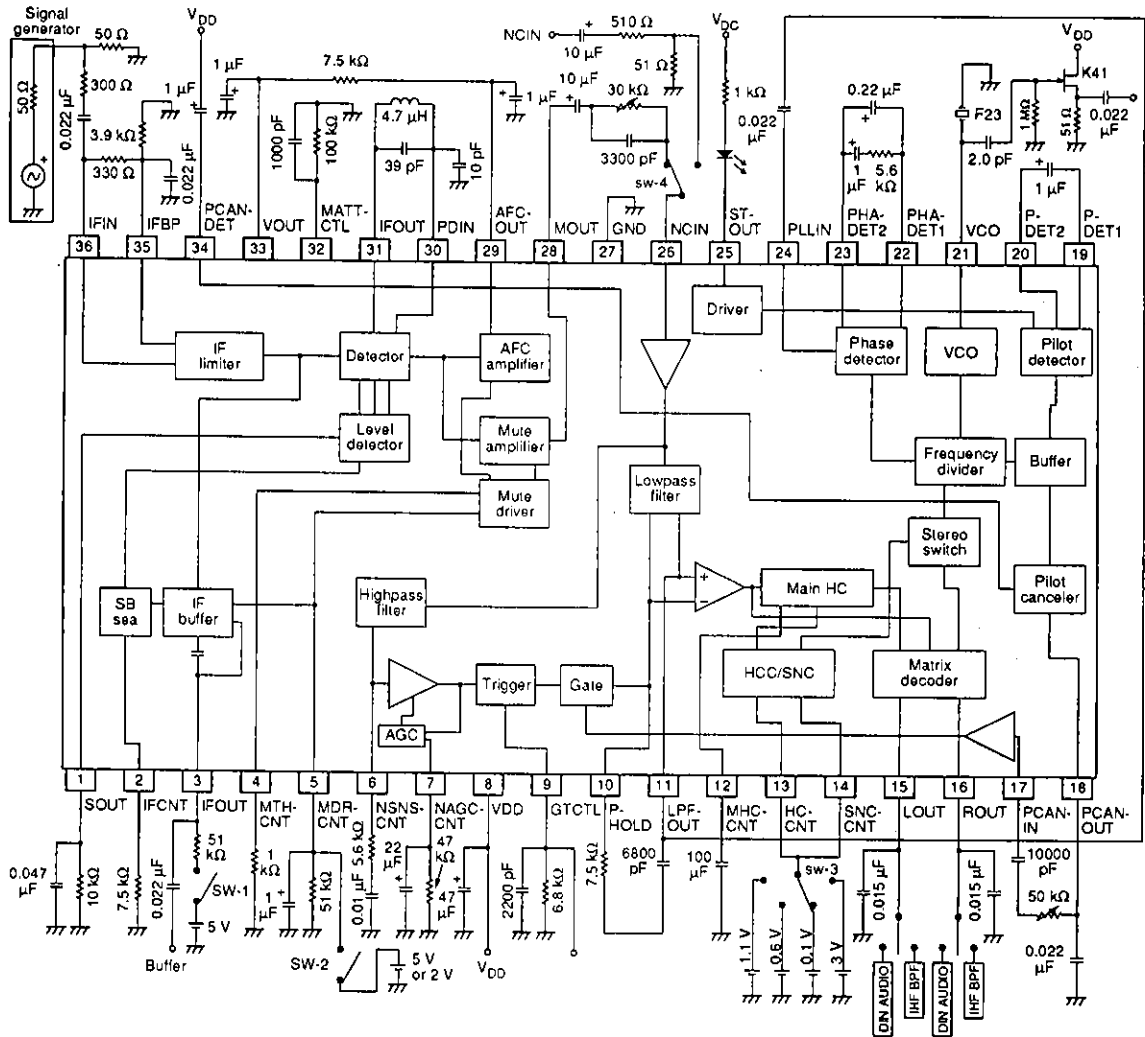 Signal generator
50 Ω
50 Ω
300 Ω
0.022 µF
3.9 kΩ
330 Ω
0.022 µF
1 µF
VDD
1 µF
7.5 kΩ
1000 pF
100 kΩ
4.7 µH
39 pF
10 pF
1 µF
NCIN
10 µF
510 Ω
51 Ω
10 µF
30 kΩ
3300 pF
sw-4
VDC
1 kΩ
0.022 µF
0.22 µF
1 µF
5.6 kΩ
F23
2.0 pF
1 MΩ
VDD
K41
51 Ω
0.022 µF
1 µF
IFIN
IFBP
PCAN-DET
VOUT
MATT-CTL
IFOUT
PDIN
AFC-OUT
MOUT
GND
NCIN
ST-OUT
PLLIN
PHA-DET2
PHA-DET1
VCO
P-DET2
P-DET1
36 35 34 33 32 31 30 29 28 27 26 25 24 23 22 21 20 19
Driver
IF limiter
Detector
AFC amplifier
Phase detector
VCO
Pilot detector
Level detector
Mute amplifier
Frequency divider
Buffer
Mute driver
Lowpass filter
Stereo switch
SB sea
IF buffer
Highpass filter
+
−
Main HC
Pilot canceler
Trigger
Gate
HCC/SNC
Matrix decoder
AGC
1 2 3 4 5 6 7 8 9 10 11 12 13 14 15 16 17 18
SOUT
IFCNT
IFOUT
MTH-CNT
MDR-CNT
NSNS-CNT
NAGC-CNT
VDD
GTCTL
P-HOLD
LPF-OUT
MHC-CNT
HC-CNT
SNC-CNT
LOUT
ROUT
PCAN-IN
PCAN-OUT
0.047 µF
10 kΩ
7.5 kΩ
0.022 µF
51 kΩ
SW-1
5 V
Buffer
1 kΩ
1 µF
51 kΩ
SW-2
5 V or 2 V
0.01 µF
5.6 kΩ
22 µF
47 kΩ
47 µF
VDD
2200 pF
6.8 kΩ
7.5 kΩ
6800 pF
100 µF
sw-3
1.1 V
0.6 V
0.1 V
3 V
0.015 µF
0.015 µF
10000 pF
50 kΩ
0.022 µF
DIN AUDIO
IHF BPF
DIN AUDIO
IHF BPF